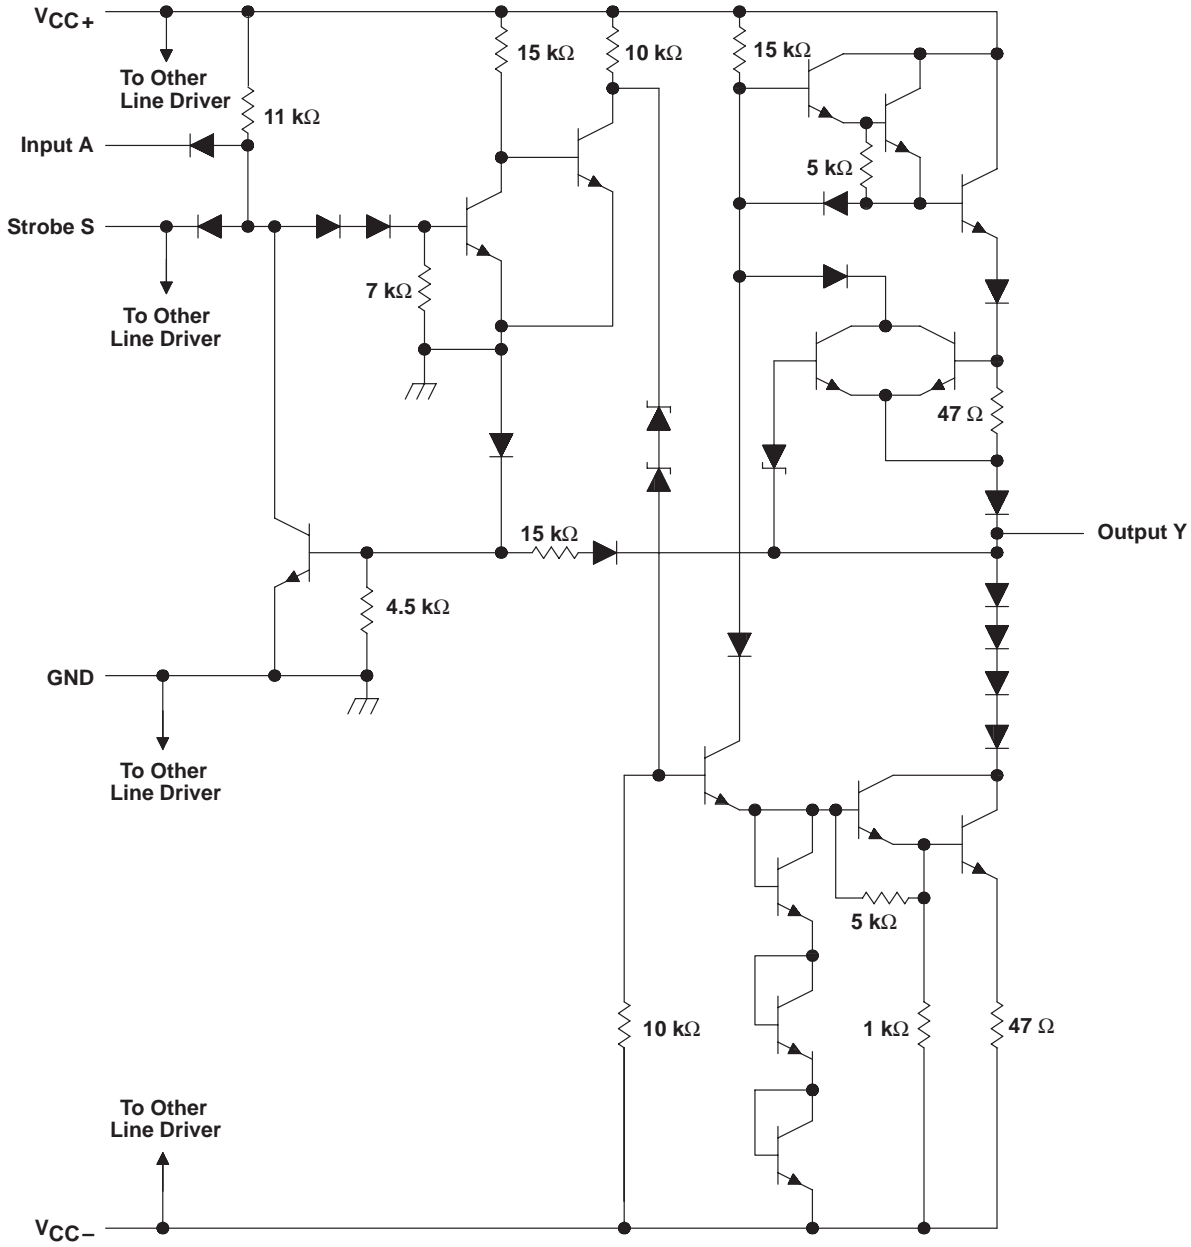 VCC+
15 kΩ
10 kΩ
15 kΩ
To Other
Line Driver
11 kΩ
Input A
5 kΩ
Strobe S
7 kΩ
To Other
Line Driver
47 Ω
15 kΩ
Output Y
4.5 kΩ
GND
To Other
Line Driver
5 kΩ
10 kΩ
1 kΩ
47 Ω
To Other
Line Driver
VCC−